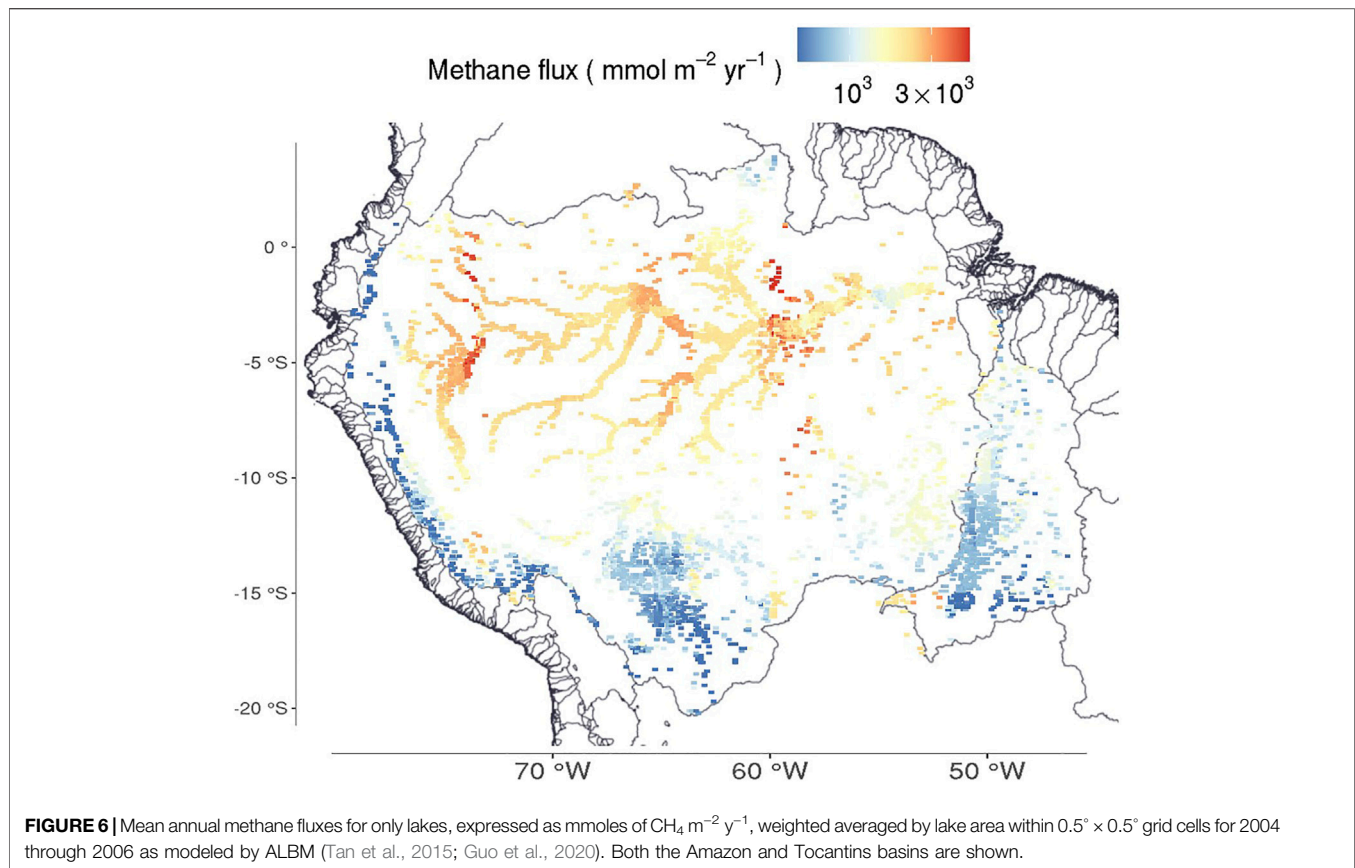 Methane flux ( mmol m⁻² yr⁻¹ )
10³ 3×10³
0 °
-5 °S
-10 °S
-15 °S
-20 °S
70 °W 60 °W 50 °W
FIGURE 6 | Mean annual methane fluxes for only lakes, expressed as mmoles of CH₄ m⁻² y⁻¹, weighted averaged by lake area within 0.5° × 0.5° grid cells for 2004
through 2006 as modeled by ALBM (Tan et al., 2015; Guo et al., 2020). Both the Amazon and Tocantins basins are shown.